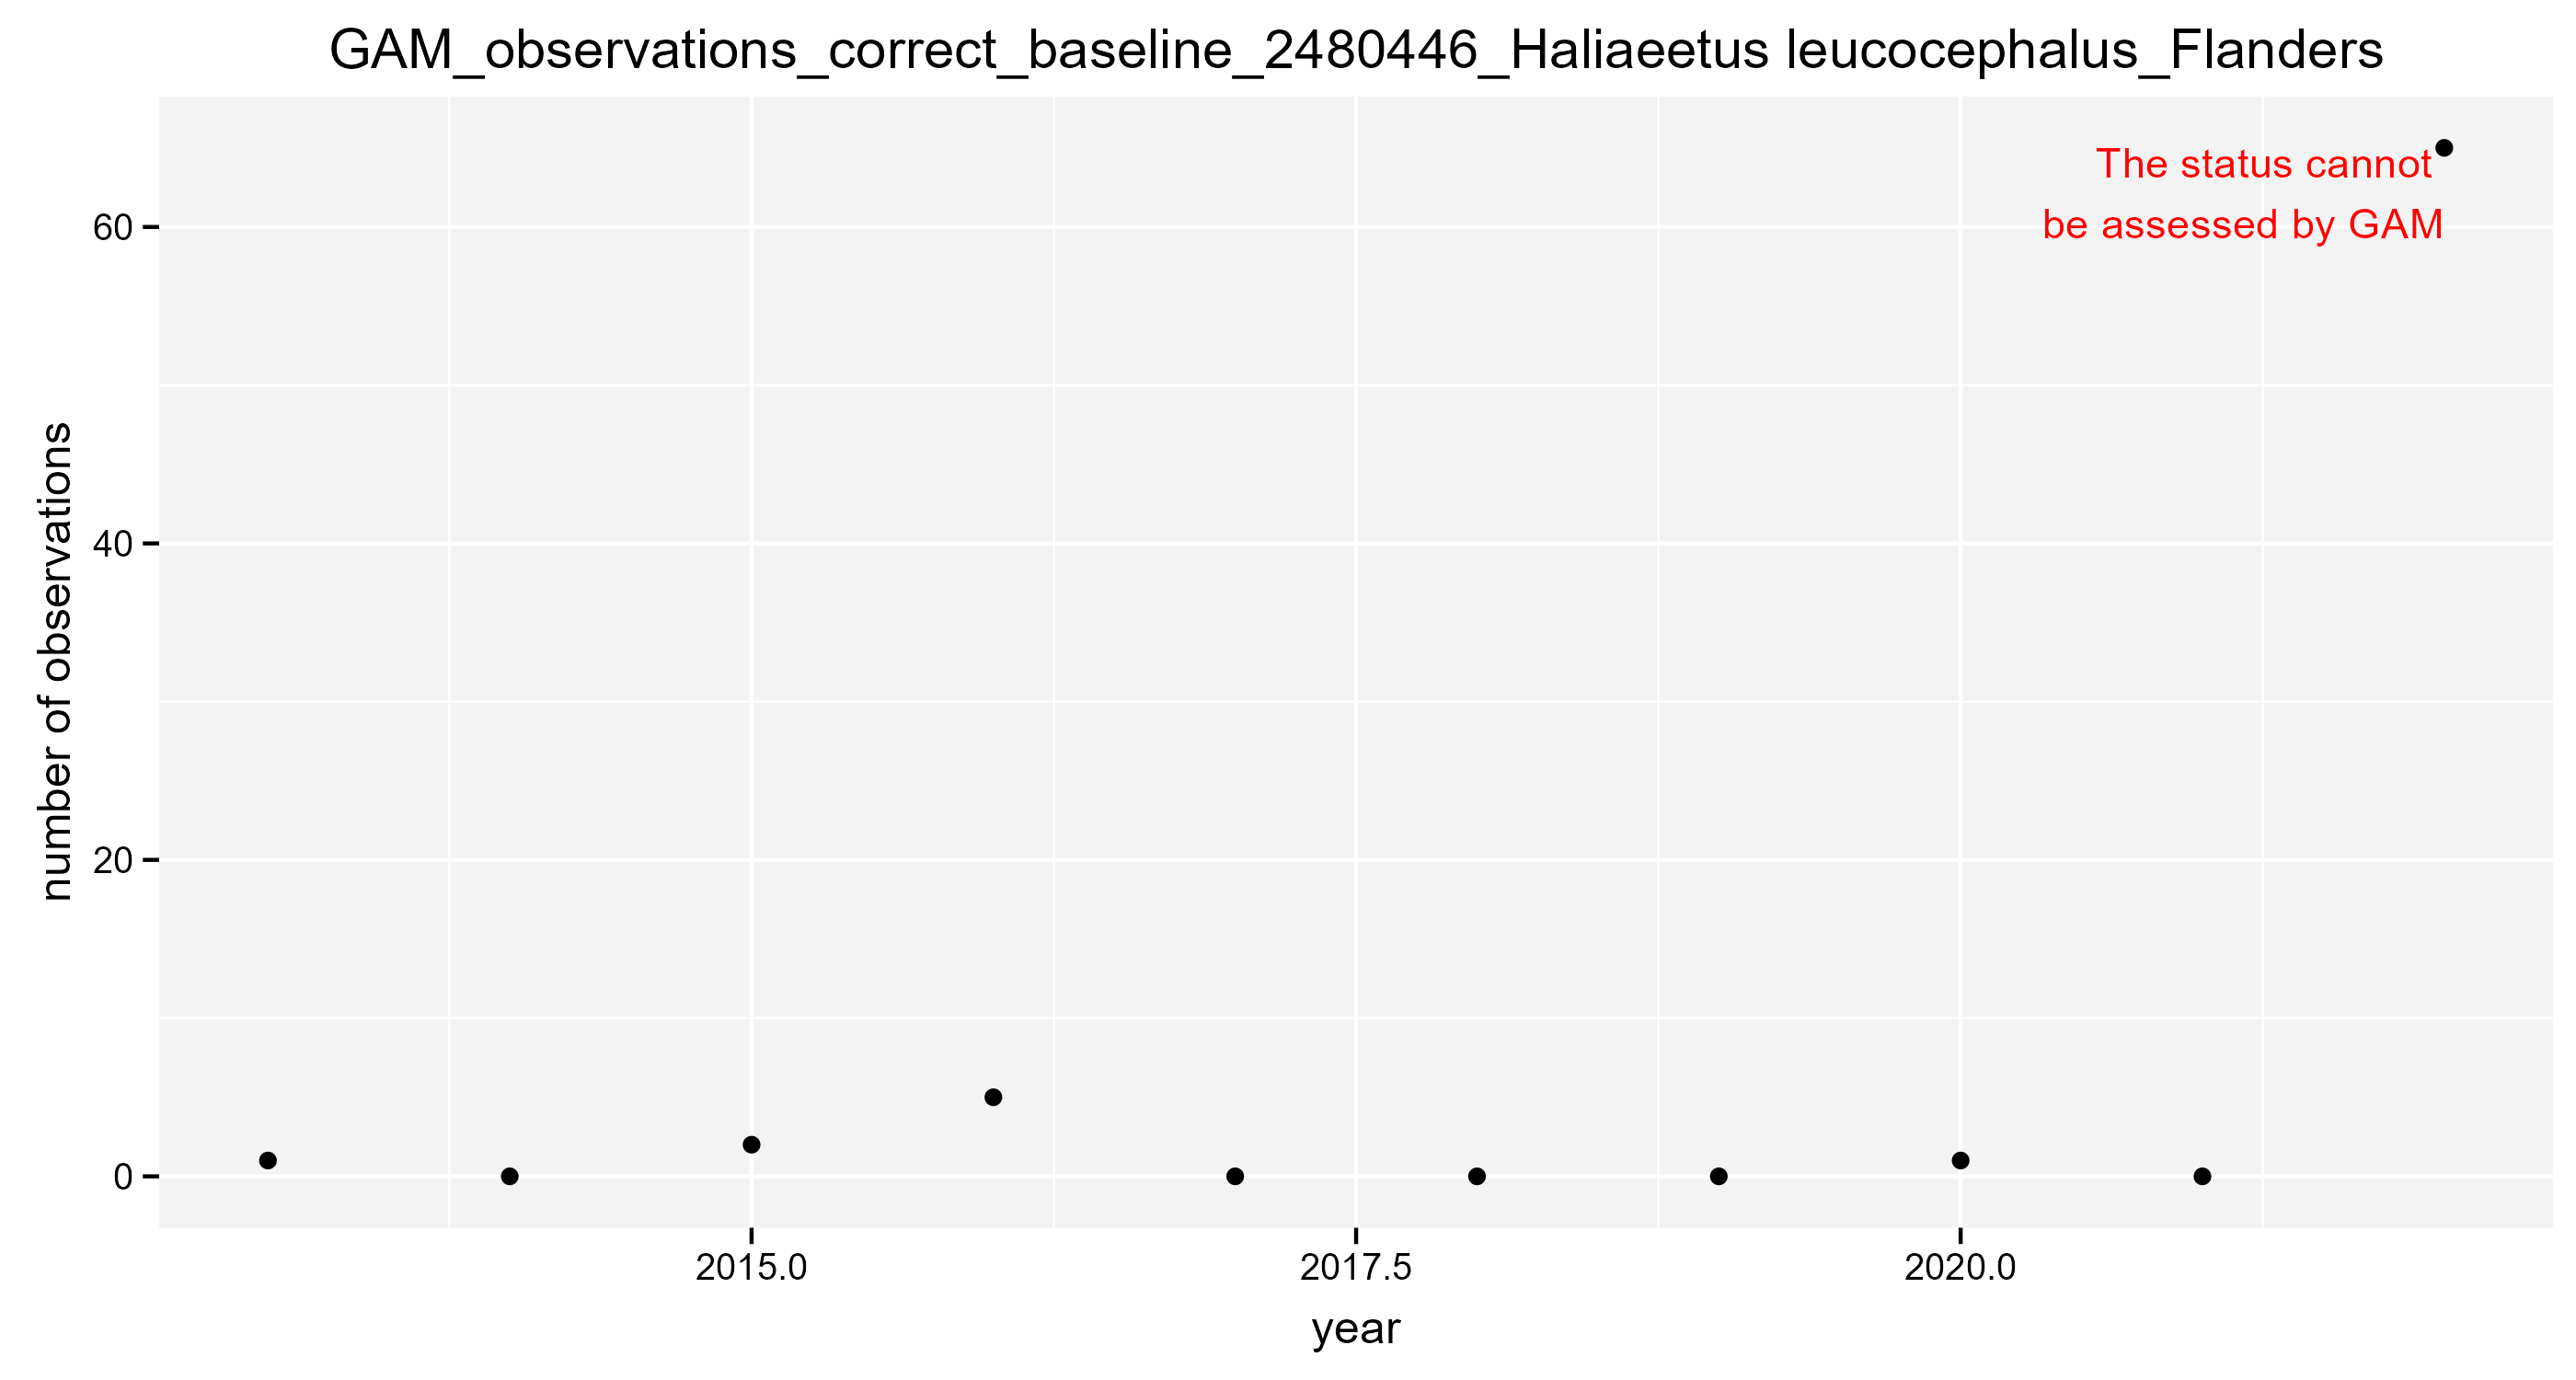 GAM_observations_correct_baseline_2480446_Haliaeetus leucocephalus_Flanders
The status cannot
be assessed by GAM
number of observations
60
40
20
0
2015.0
2017.5
2020.0
year